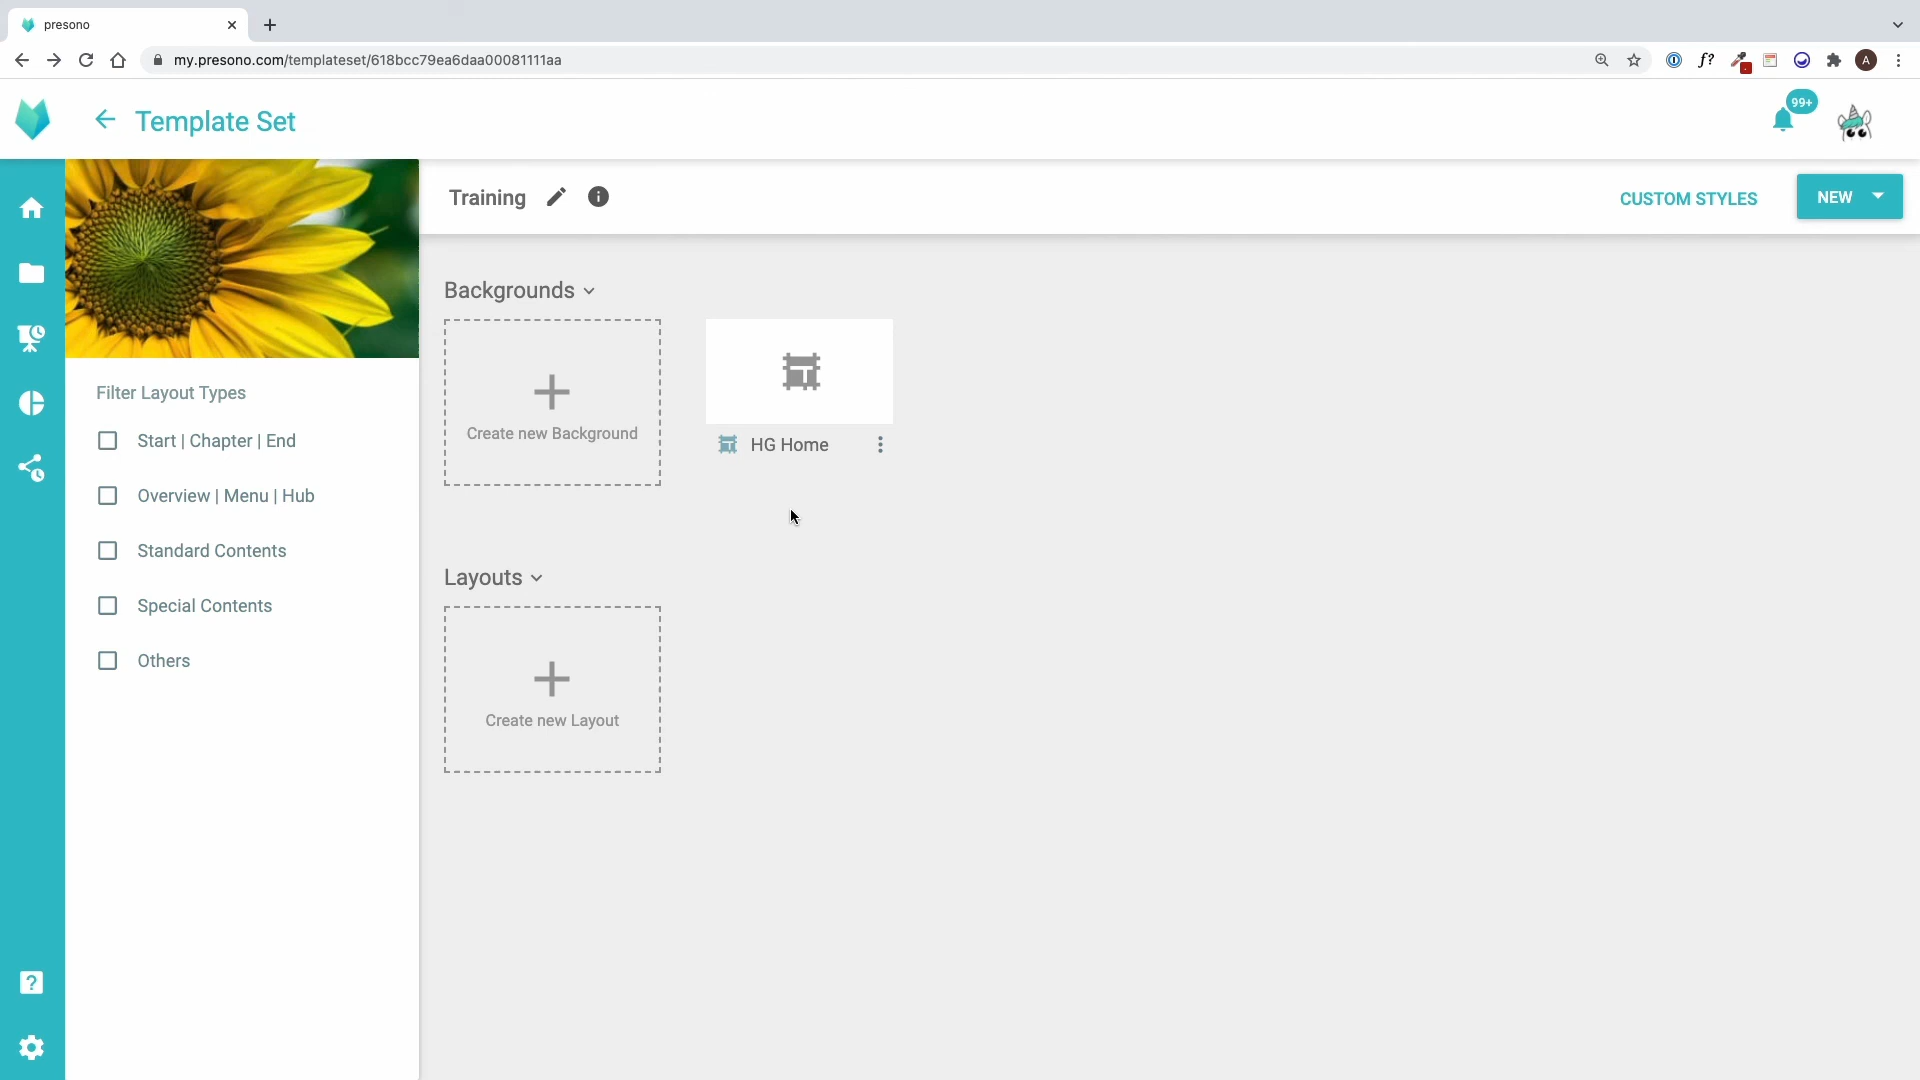 presono
my.presono.com/templateset/618bcc79ea6daa00081111aa
f?
A
Template Set
99+
Training
CUSTOM STYLES
NEW
Filter Layout Types
Start | Chapter | End
Overview | Menu | Hub
Standard Contents
Special Contents
Others
Backgrounds
Create new Background
HG Home
Layouts
Create new Layout